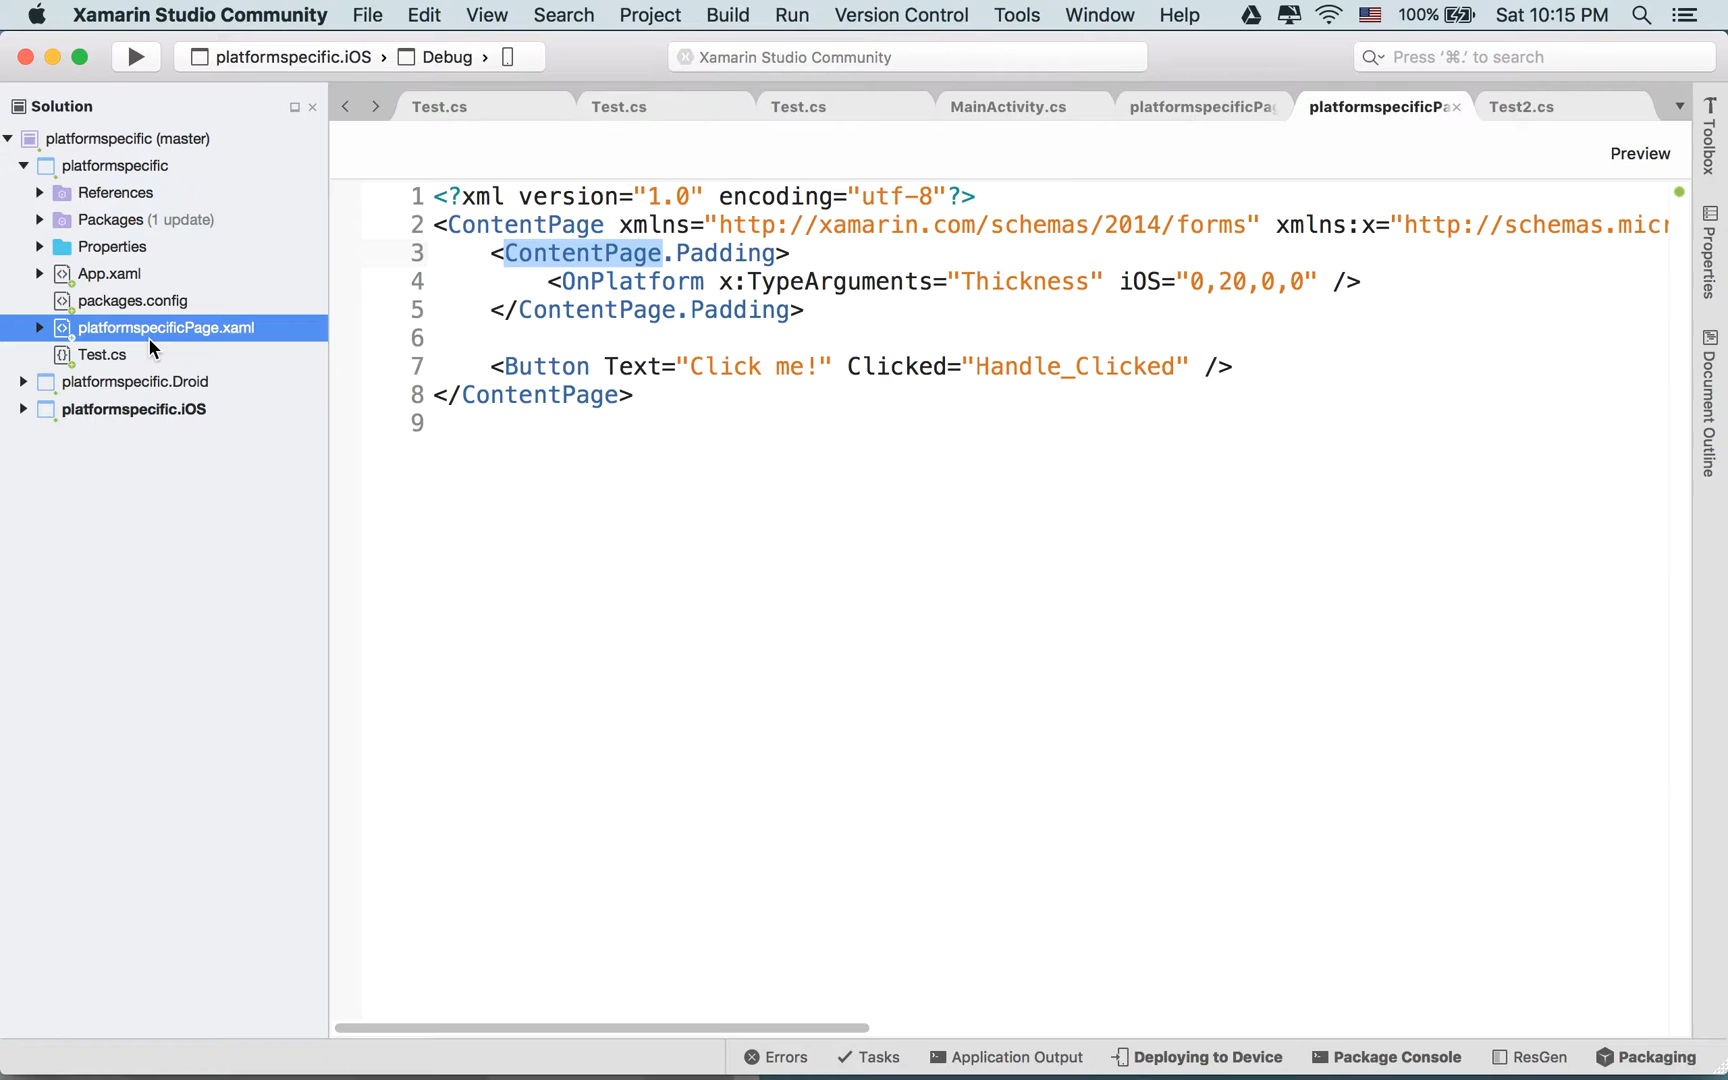 Xamarin Studio Community File Edit View Search Project Build Run Version Control Tools Window Help 100% Sat 10:15 PM
platformspecific.iOS › Debug › Xamarin Studio Community Press '⌘.' to search
Solution
Test.cs Test.cs Test.cs MainActivity.cs platformspecificPa platformspecificPa Test2.cs
platformspecific (master)
platformspecific
References
Packages (1 update)
Properties
App.xaml
packages.config
platformspecificPage.xaml
Test.cs
platformspecific.Droid
platformspecific.iOS
Preview
1 <?xml version="1.0" encoding="utf-8"?>
2 <ContentPage xmlns="http://xamarin.com/schemas/2014/forms" xmlns:x="http://schemas.micr
3 <ContentPage.Padding>
4 <OnPlatform x:TypeArguments="Thickness" iOS="0,20,0,0" />
5 </ContentPage.Padding>
6
7 <Button Text="Click me!" Clicked="Handle_Clicked" />
8 </ContentPage>
9
Toolbox
Properties
Document Outline
Errors Tasks Application Output Deploying to Device Package Console ResGen Packaging